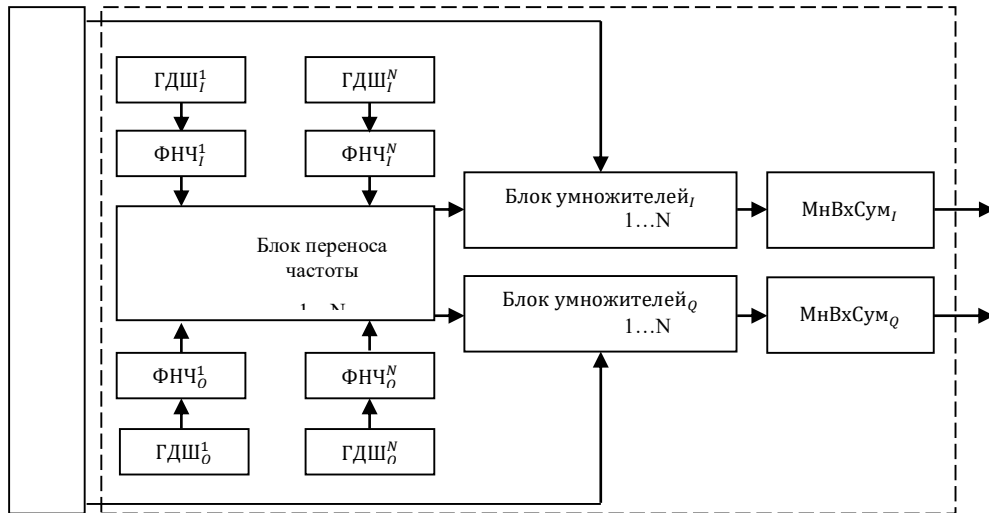 ГДШ_I^1 ГДШ_I^N
ФНЧ_I^1 ФНЧ_I^N
Блок умножителей_I
1…N
МнВхСум_I
Блок переноса
частоты
1 N
Блок умножителей_Q
1…N
МнВхСум_Q
ФНЧ_Q^1 ФНЧ_Q^N
ГДШ_Q^1 ГДШ_Q^N